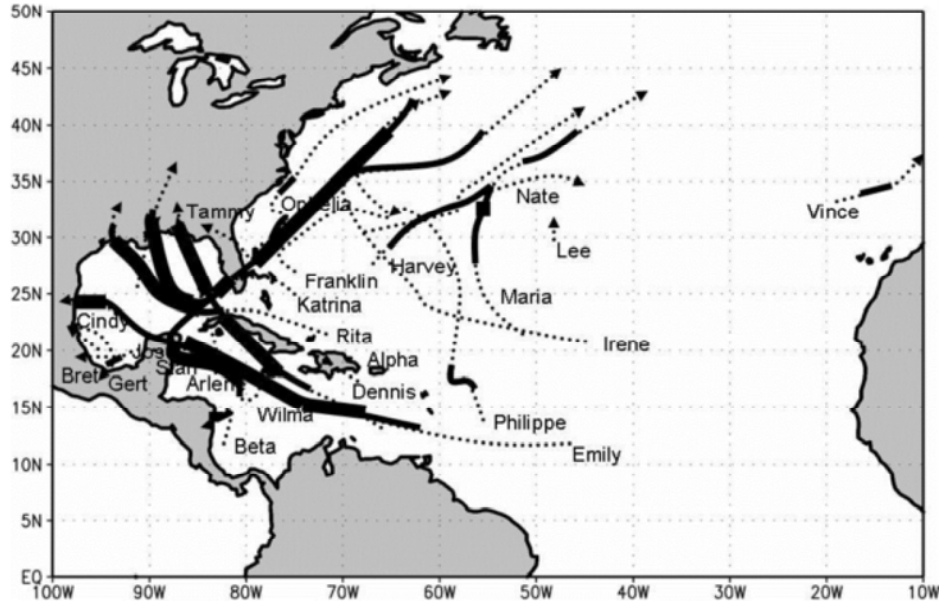 50N
45N
40N
35N
30N
25N
20N
15N
10N
5N
EQ
Tammy
Ophelia
Nate
Vince
Lee
Harvey
Franklin
Katrina
Maria
Cindy
Rita
Irene
Jos
Stan
Alpha
Bret
Gert
Arlen
Dennis
Wilma
Philippe
Beta
Emily
100W 90W 80W 70W 60W 50W 40W 30W 20W 10W